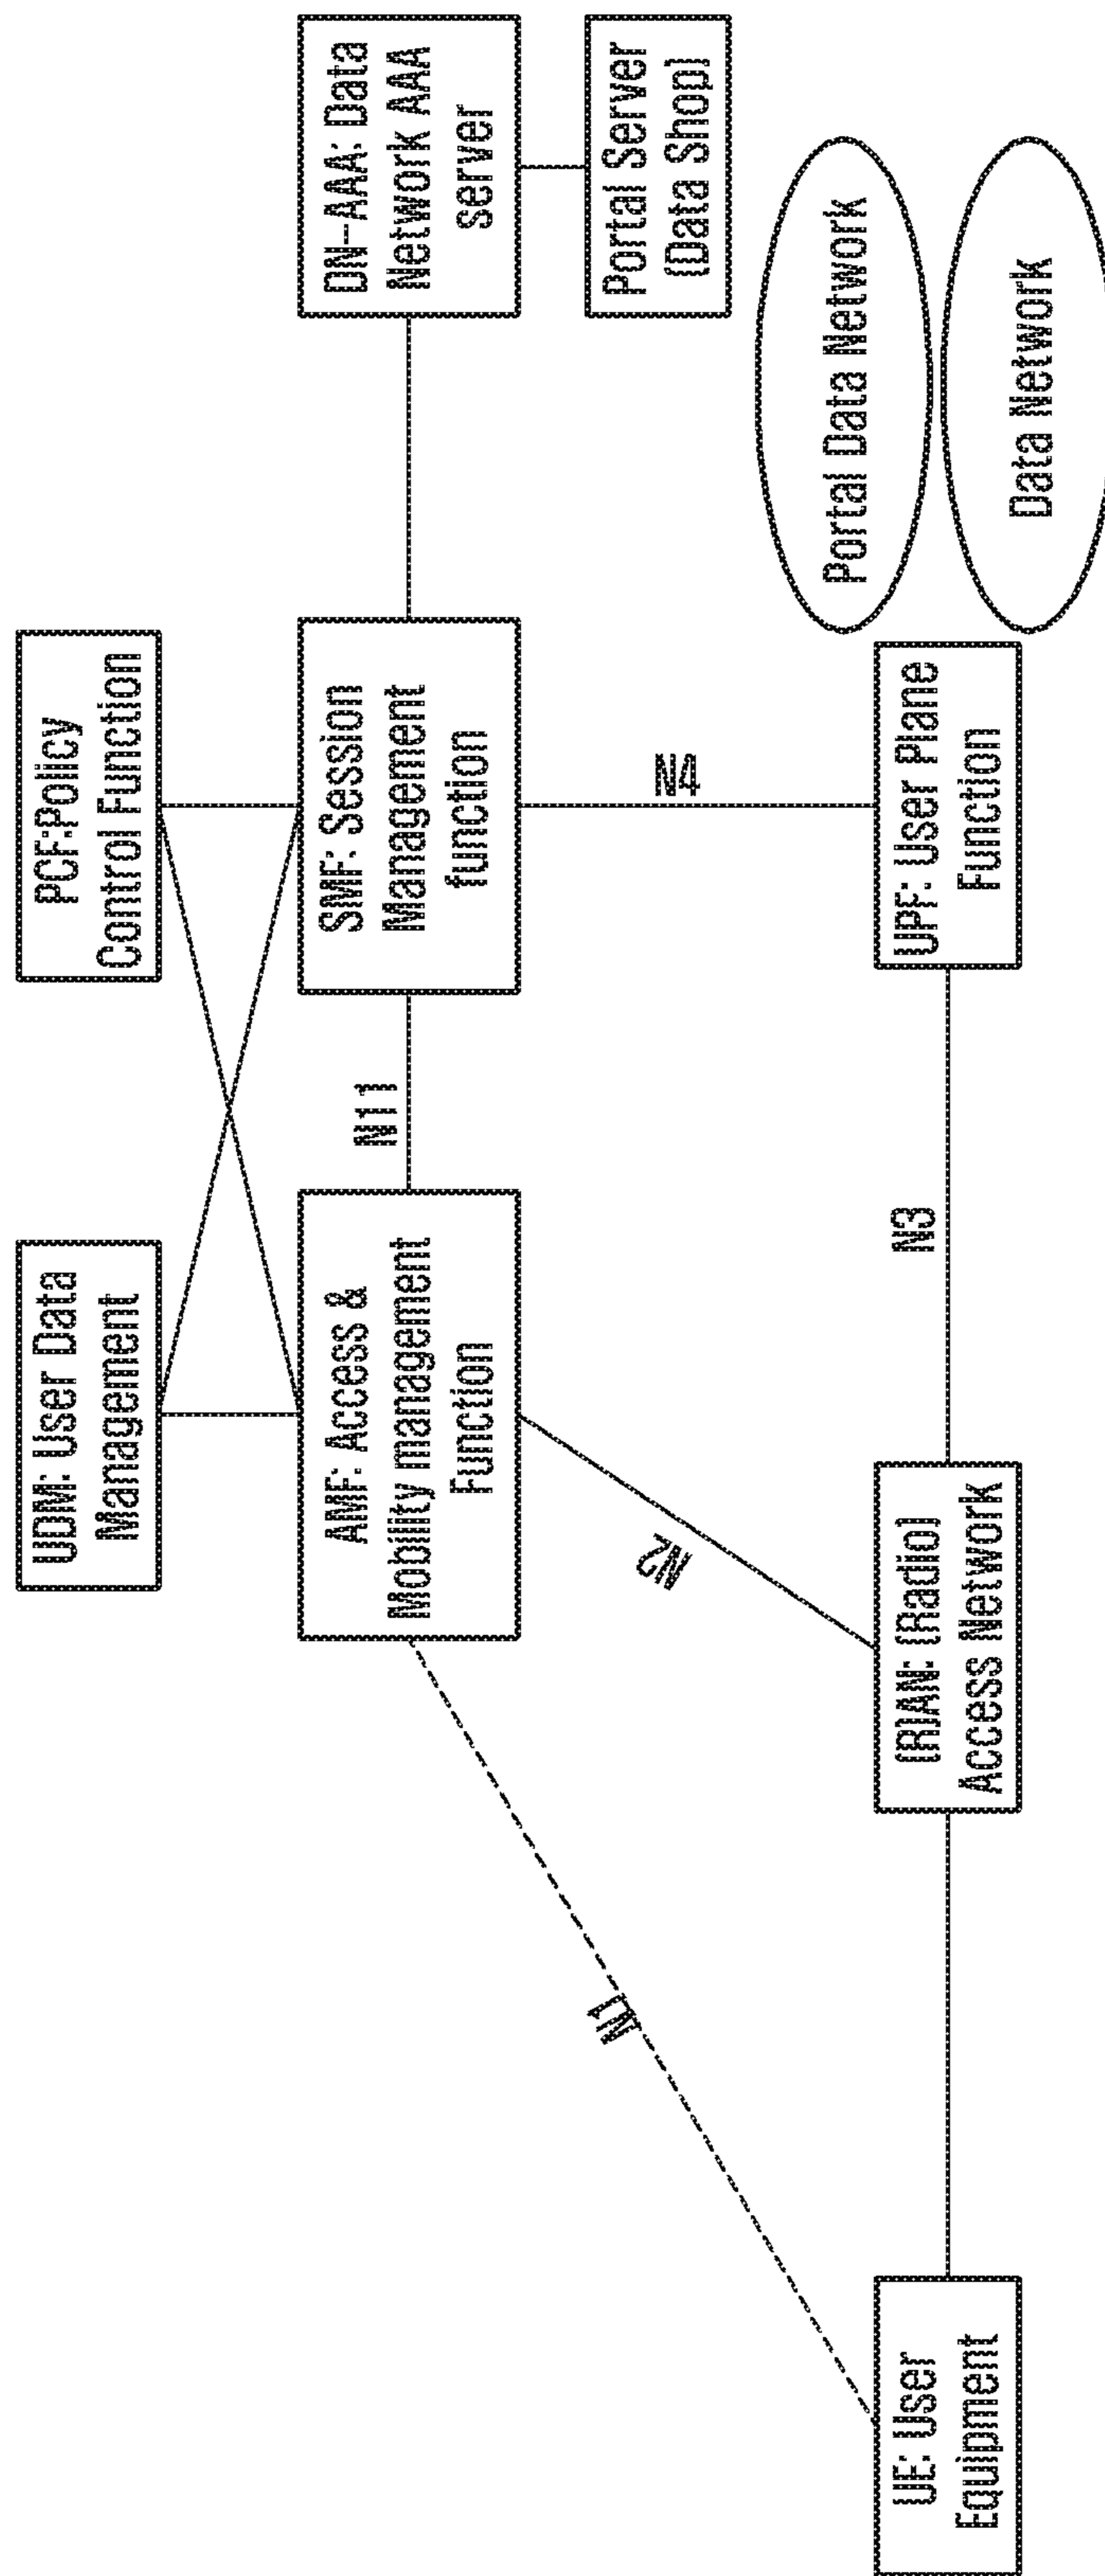 UDM: User Data
Management
PCF:Policy
Control Function
AMF: Access &
Mobility management
Function
N11
SMF: Session
Management
function
DN-AAA: Data
Network AAA
server
Portal Server
(Data Shop)
N1
N2
N4
Portal Data Network
Data Network
UE: User
Equipment
(R)AN: (Radio)
Access Network
N3
UPF: User Plane
Function